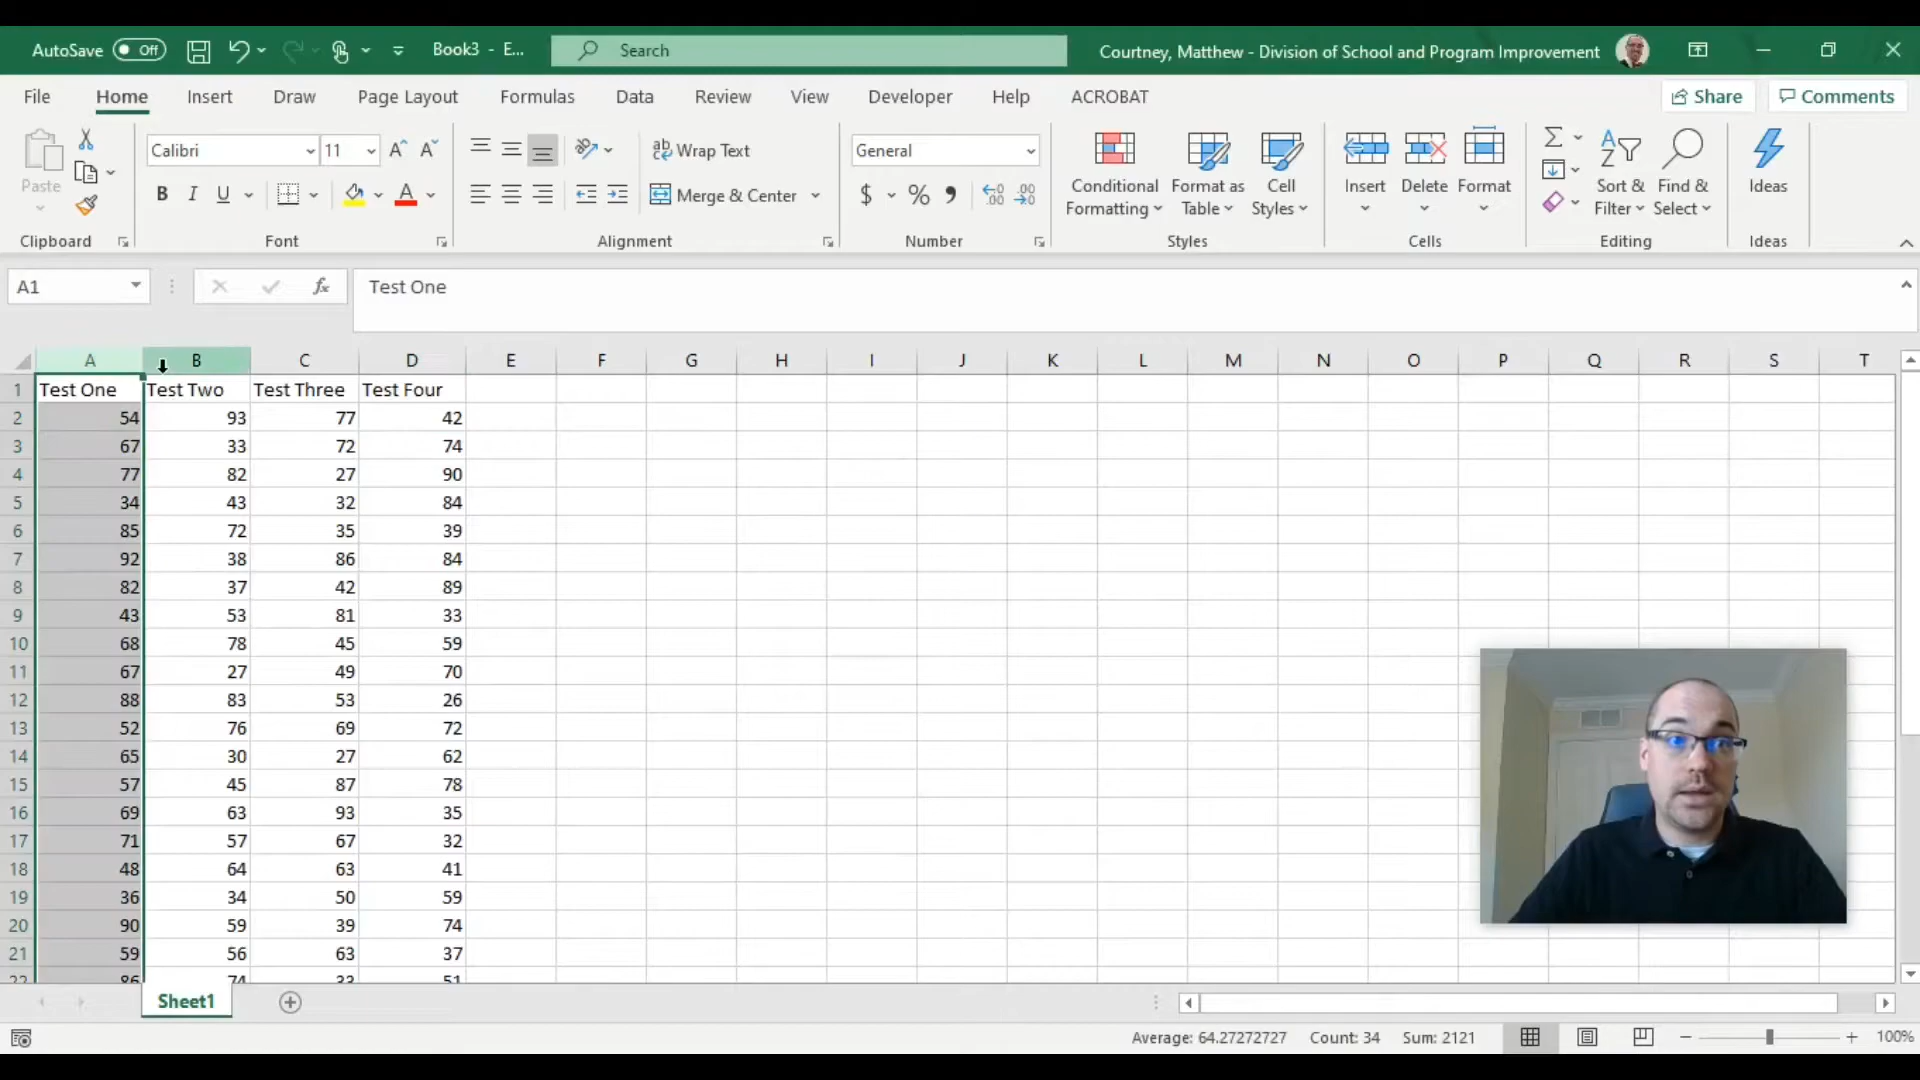 AutoSave Off Book3 - E... Search Courtney, Matthew - Division of School and Program Improvement
File Home Insert Draw Page Layout Formulas Data Review View Developer Help ACROBAT Share Comments
Paste
Clipboard
Calibri 11
B I U A
Font
ab Wrap Text
Merge & Center
Alignment
General
$ % 9
Number
Conditional Formatting
Format as Table
Cell Styles
Styles
Insert
Delete
Format
Cells
Sort & Filter
Find & Select
Editing
Ideas
Ideas
A1 fx Test One
A B C D E F G H I J K L M N O P Q R S T
1 Test One Test Two Test Three Test Four
2 54 93 77 42
3 67 33 72 74
4 77 82 27 90
5 34 43 32 84
6 85 72 35 39
7 92 38 86 84
8 82 37 42 89
9 43 53 81 33
10 68 78 45 59
11 67 27 49 70
12 88 83 53 26
13 52 76 69 72
14 65 30 27 62
15 57 45 87 78
16 69 63 93 35
17 71 57 67 32
18 48 64 63 41
19 36 34 50 59
20 90 59 39 74
21 59 56 63 37
22 86 74 33 51
Sheet1
Average: 64.27272727 Count: 34 Sum: 2121 100%